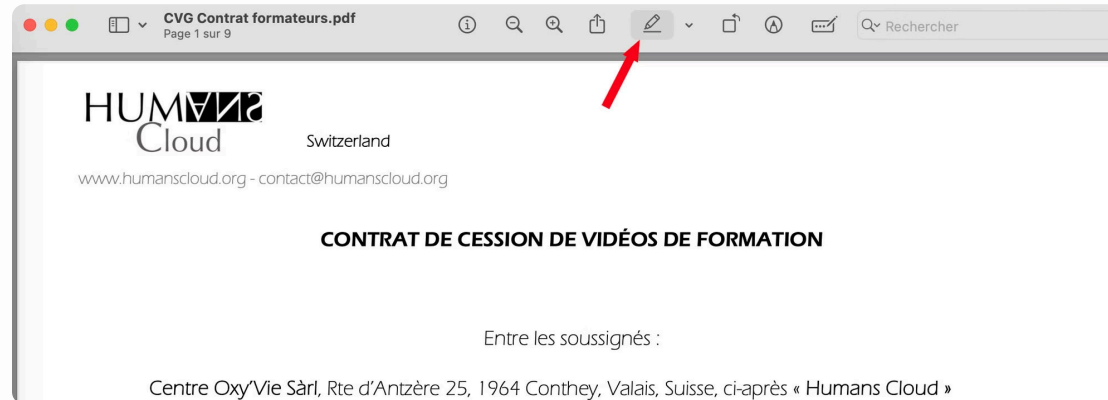 CVG Contrat formateurs.pdf
Page 1 sur 9
Rechercher
HUMANS
Cloud
Switzerland
www.humanscloud.org - contact@humanscloud.org
CONTRAT DE CESSION DE VIDÉOS DE FORMATION
Entre les soussignés :
Centre Oxy'Vie Sàrl, Rte d'Antzère 25, 1964 Conthey, Valais, Suisse, ci-après « Humans Cloud »